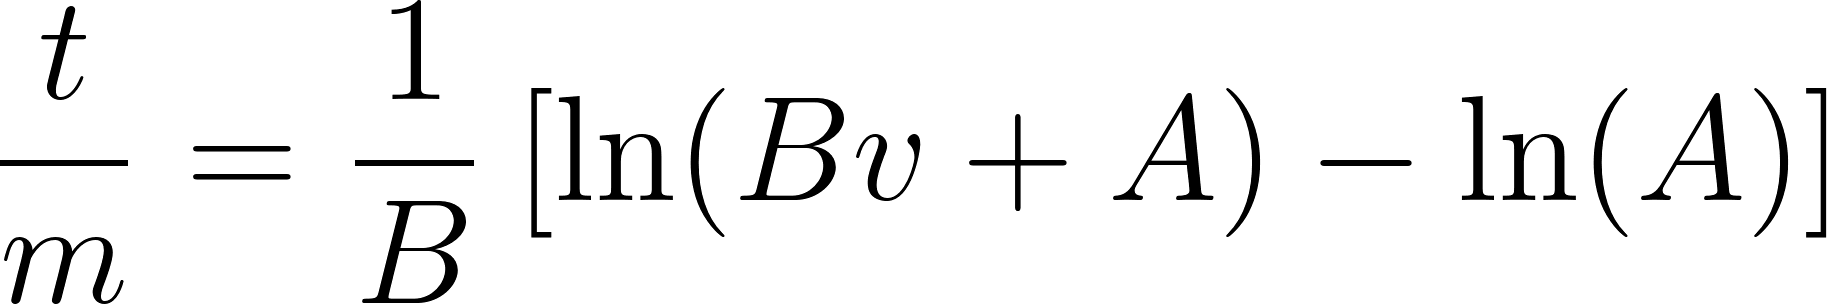 t/m = 1/B [ln(Bv + A) − ln(A)]